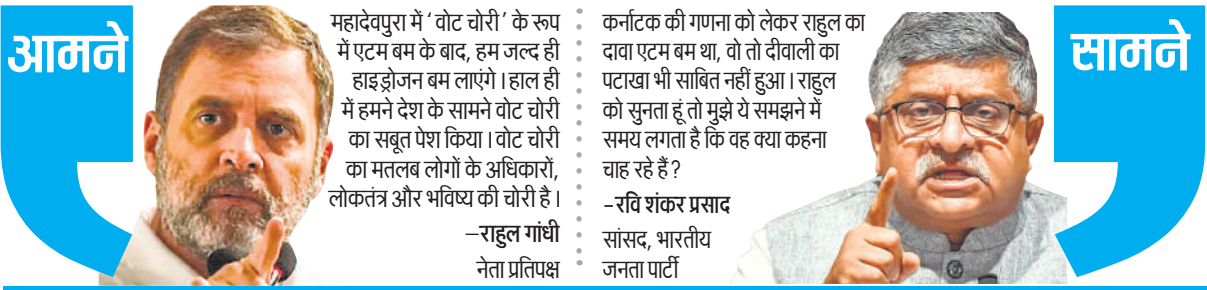 आमने
महादेवपुरा में ‘वोट चोरी’ के रूप
में एटम बम के बाद, हम जल्द ही
हाइड्रोजन बम लाएंगे। हाल ही
में हमने देश के सामने वोट चोरी
का सबूत पेश किया। वोट चोरी
का मतलब लोगों के अधिकारों,
लोकतंत्र और भविष्य की चोरी है।
–राहुल गांधी
नेता प्रतिपक्ष
कर्नाटक की गणना को लेकर राहुल का
दावा एटम बम था, वो तो दीवाली का
पटाखा भी साबित नहीं हुआ। राहुल
को सुनता हूं तो मुझे ये समझने में
समय लगता है कि वह क्या कहना
चाह रहे हैं?
–रवि शंकर प्रसाद
सांसद, भारतीय
जनता पार्टी
सामने